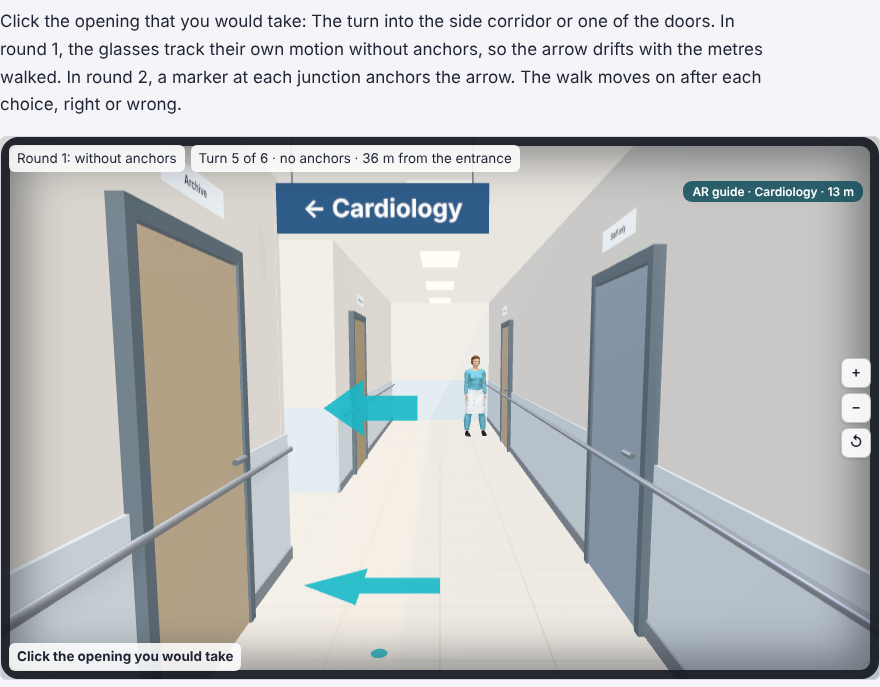 Click the opening that you would take: The turn into the side corridor or one of the doors. In
round 1, the glasses track their own motion without anchors, so the arrow drifts with the metres
walked. In round 2, a marker at each junction anchors the arrow. The walk moves on after each
choice, right or wrong.
Round 1: without anchors
Turn 5 of 6 · no anchors · 36 m from the entrance
AR guide · Cardiology · 13 m
Archive
← Cardiology
Staff only
+
−
Click the opening you would take